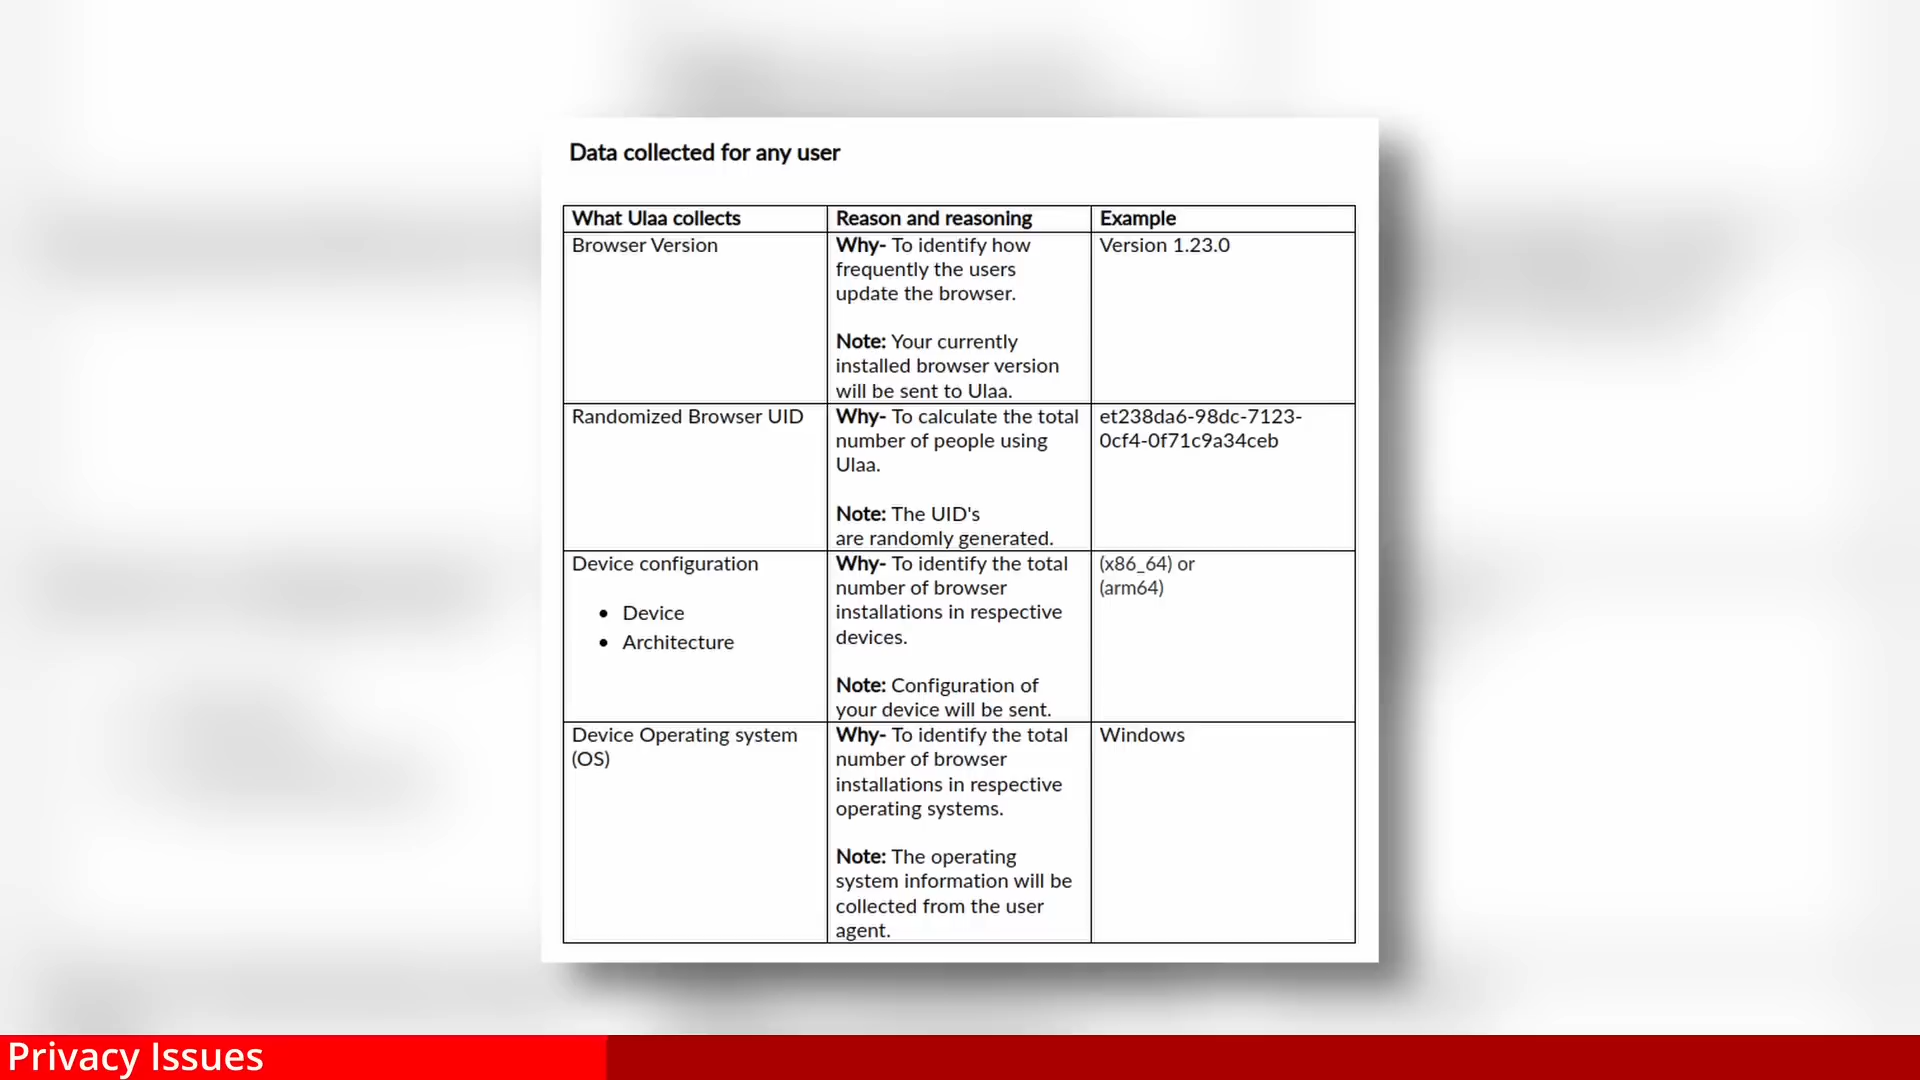 Data collected for any user
What Ulaa collects
Reason and reasoning
Example
Browser Version
Why- To identify how
frequently the users
update the browser.
Note: Your currently
installed browser version
will be sent to Ulaa.
Version 1.23.0
Randomized Browser UID
Why- To calculate the total
number of people using
Ulaa.
Note: The UID's
are randomly generated.
et238da6-98dc-7123-
0cf4-0f71c9a34ceb
Device configuration
• Device
• Architecture
Why- To identify the total
number of browser
installations in respective
devices.
Note: Configuration of
your device will be sent.
(x86_64) or
(arm64)
Device Operating system
(OS)
Why- To identify the total
number of browser
installations in respective
operating systems.
Note: The operating
system information will be
collected from the user
agent.
Windows
Privacy Issues